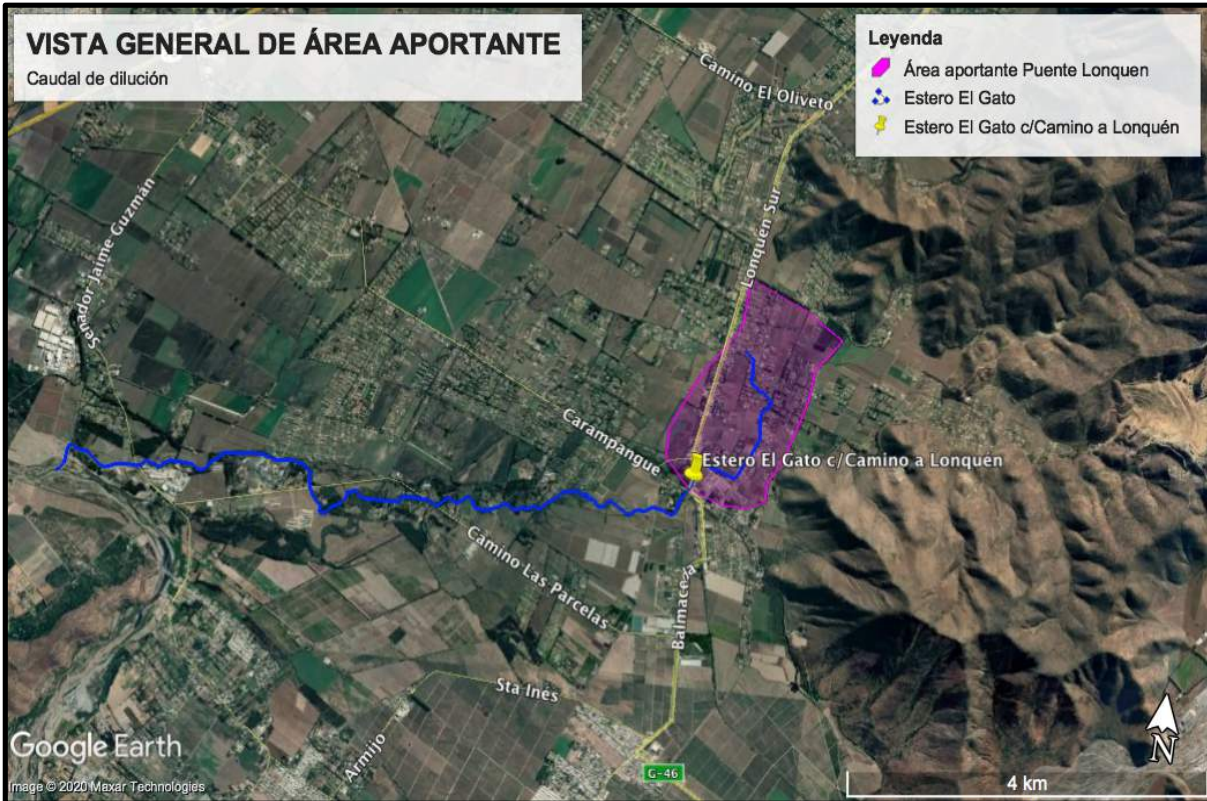 VISTA GENERAL DE ÁREA APORTANTE
Caudal de dilución
Leyenda
Área aportante Puente Lonquen
Estero El Gato
Estero El Gato c/Camino a Lonquén
Camino El Oliveto
Senador Jaime Guzmán
Lonquén Sur
Carampangue
Estero El Gato c/Camino a Lonquén
Camino Las Parcelas
Balmaceda
Sta Inés
Armijo
G-46
Google Earth
Image © 2020 Maxar Technologies
N
4 km